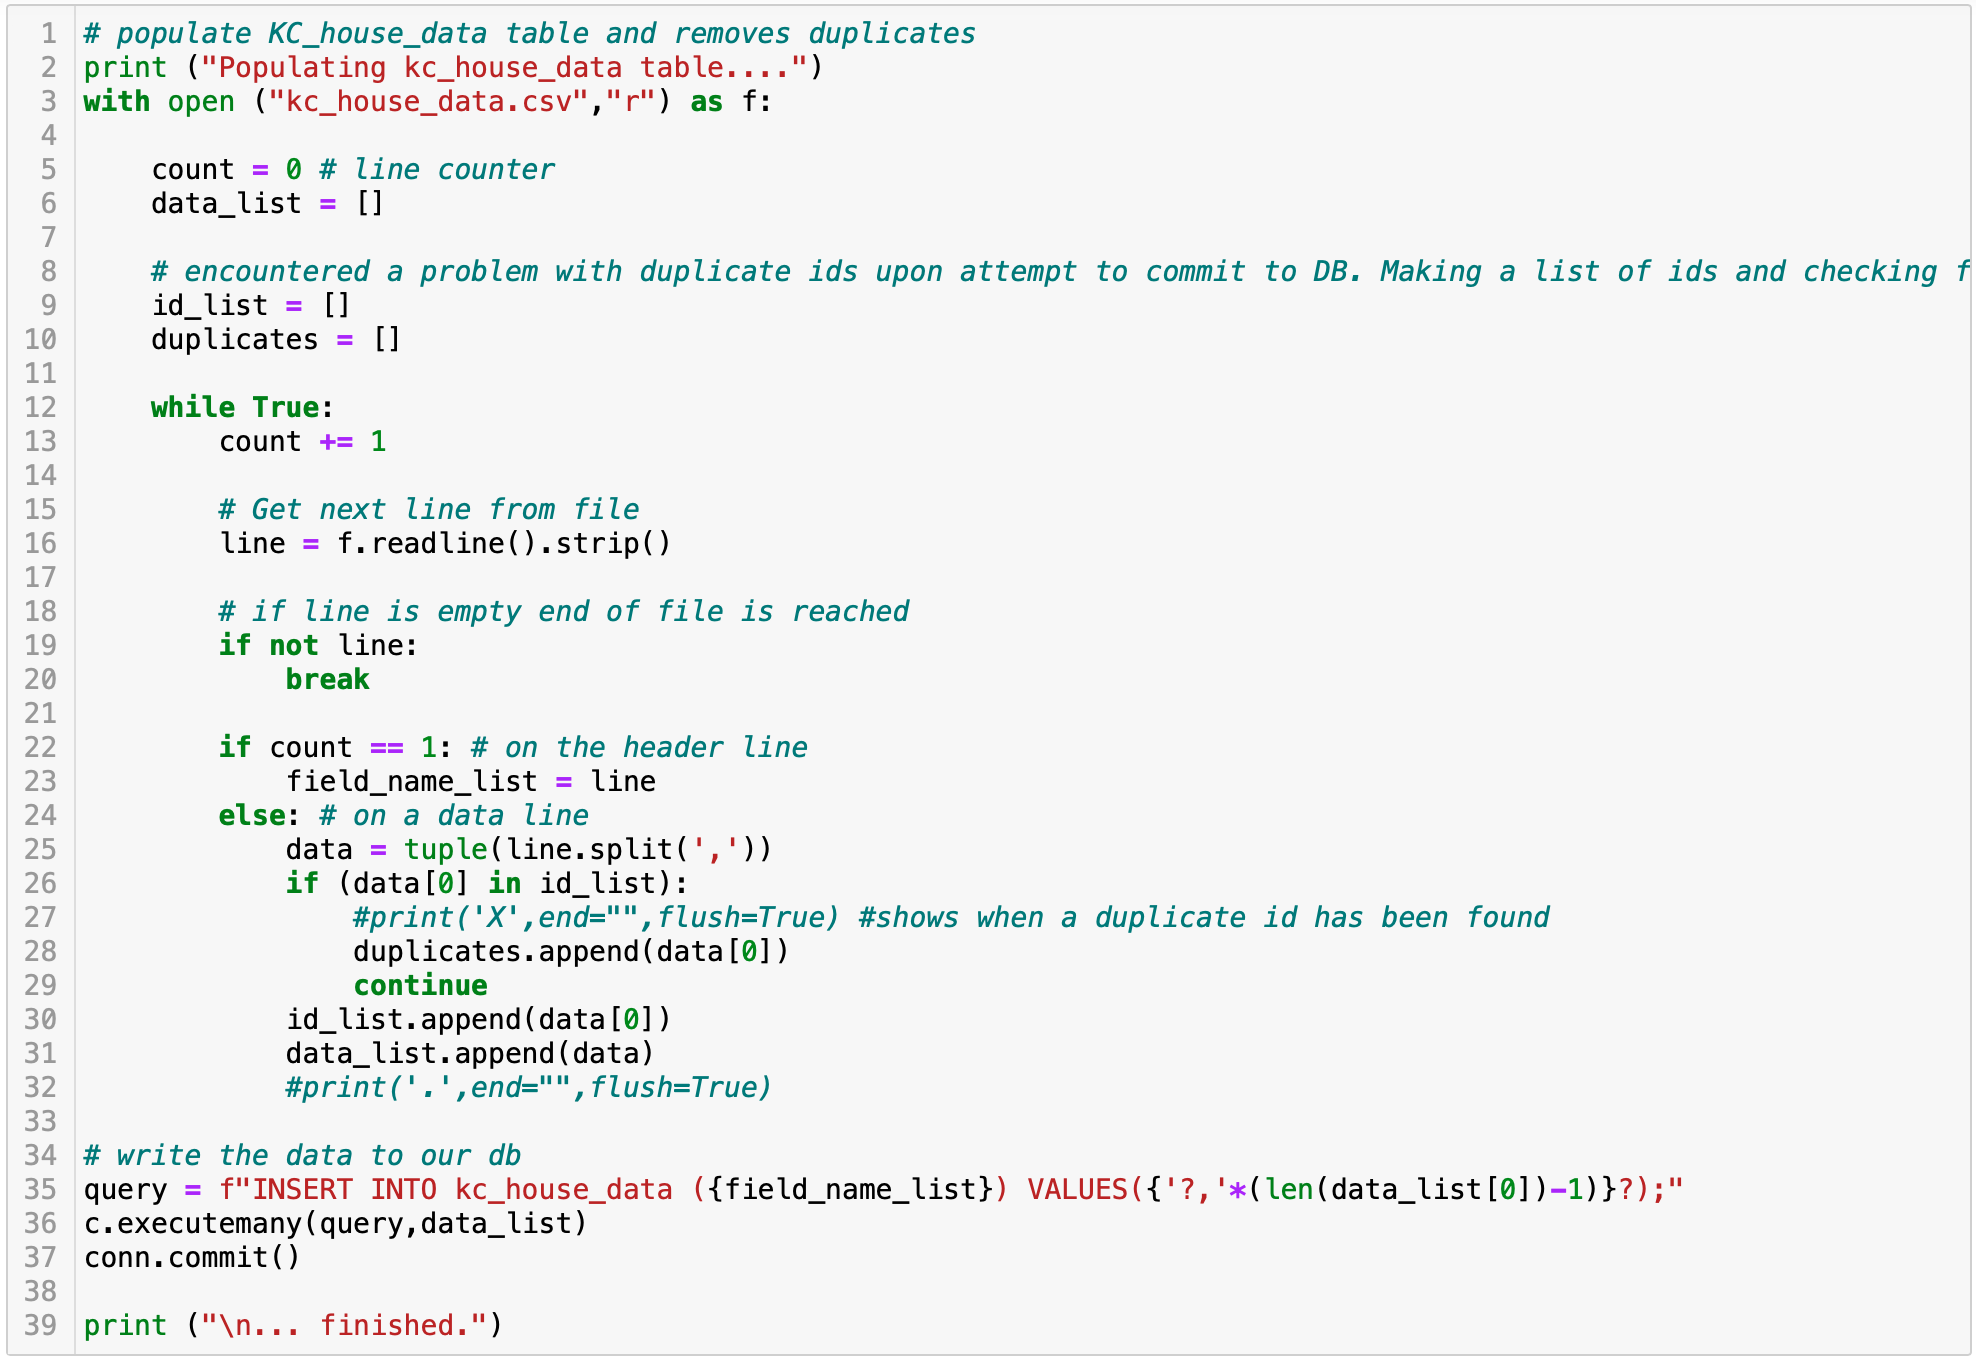 1 # populate KC_house_data table and removes duplicates
2 print ("Populating kc_house_data table....")
3 with open ("kc_house_data.csv","r") as f:
4
5     count = 0 # line counter
6     data_list = []
7
8     # encountered a problem with duplicate ids upon attempt to commit to DB. Making a list of ids and checking f
9     id_list = []
10     duplicates = []
11
12     while True:
13         count += 1
14
15         # Get next line from file
16         line = f.readline().strip()
17
18         # if line is empty end of file is reached
19         if not line:
20             break
21
22         if count == 1: # on the header line
23             field_name_list = line
24         else: # on a data line
25             data = tuple(line.split(','))
26             if (data[0] in id_list):
27                 #print('X',end="",flush=True) #shows when a duplicate id has been found
28                 duplicates.append(data[0])
29                 continue
30             id_list.append(data[0])
31             data_list.append(data)
32             #print('.',end="",flush=True)
33
34 # write the data to our db
35 query = f"INSERT INTO kc_house_data ({field_name_list}) VALUES({'?,'*(len(data_list[0])-1)}?);"
36 c.executemany(query,data_list)
37 conn.commit()
38
39 print ("\n... finished.")